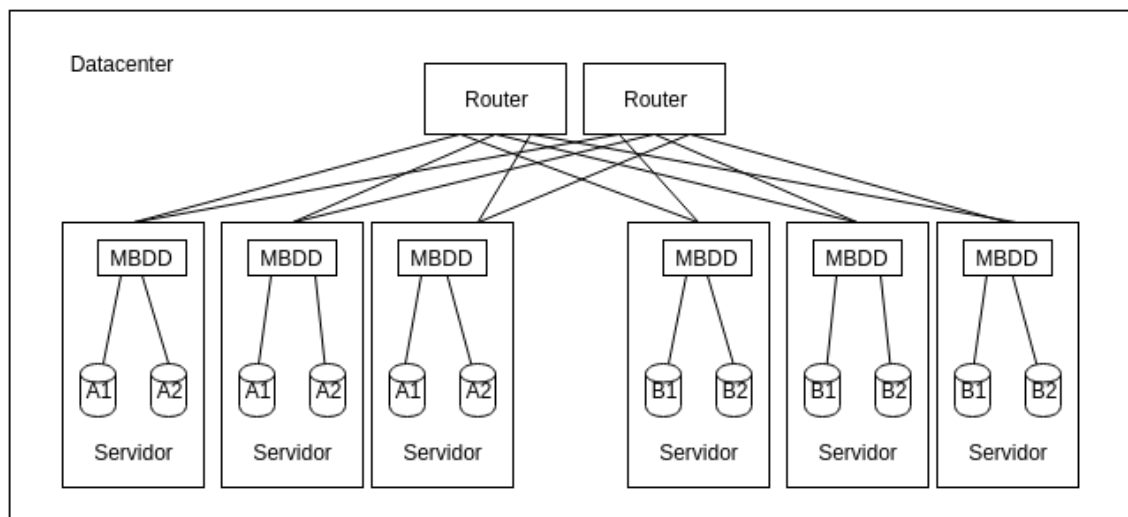 Datacenter
Router Router
MBDD MBDD MBDD MBDD MBDD MBDD
A1 A2 A1 A2 A1 A2 B1 B2 B1 B2 B1 B2
Servidor Servidor Servidor Servidor Servidor Servidor